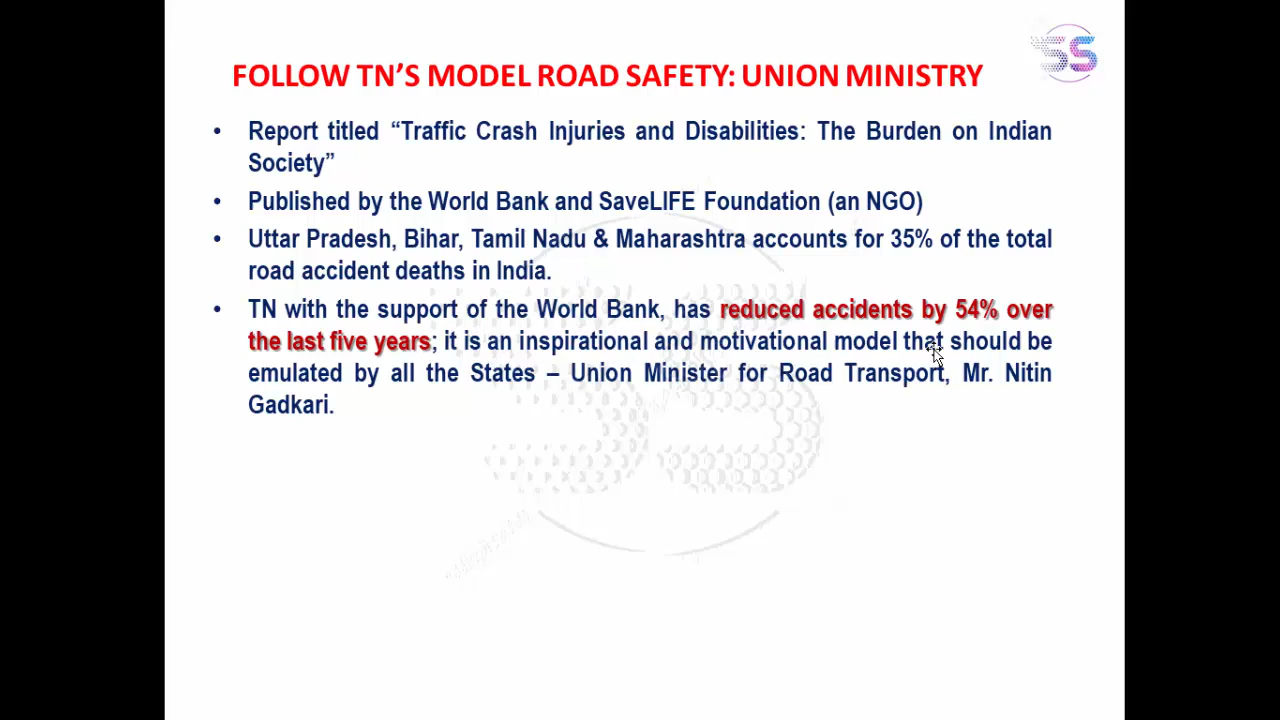 SS
FOLLOW TN’S MODEL ROAD SAFETY: UNION MINISTRY
• Report titled “Traffic Crash Injuries and Disabilities: The Burden on Indian
Society”
• Published by the World Bank and SaveLIFE Foundation (an NGO)
• Uttar Pradesh, Bihar, Tamil Nadu & Maharashtra accounts for 35% of the total
road accident deaths in India.
• TN with the support of the World Bank, has reduced accidents by 54% over
the last five years; it is an inspirational and motivational model that should be
emulated by all the States – Union Minister for Road Transport, Mr. Nitin
Gadkari.